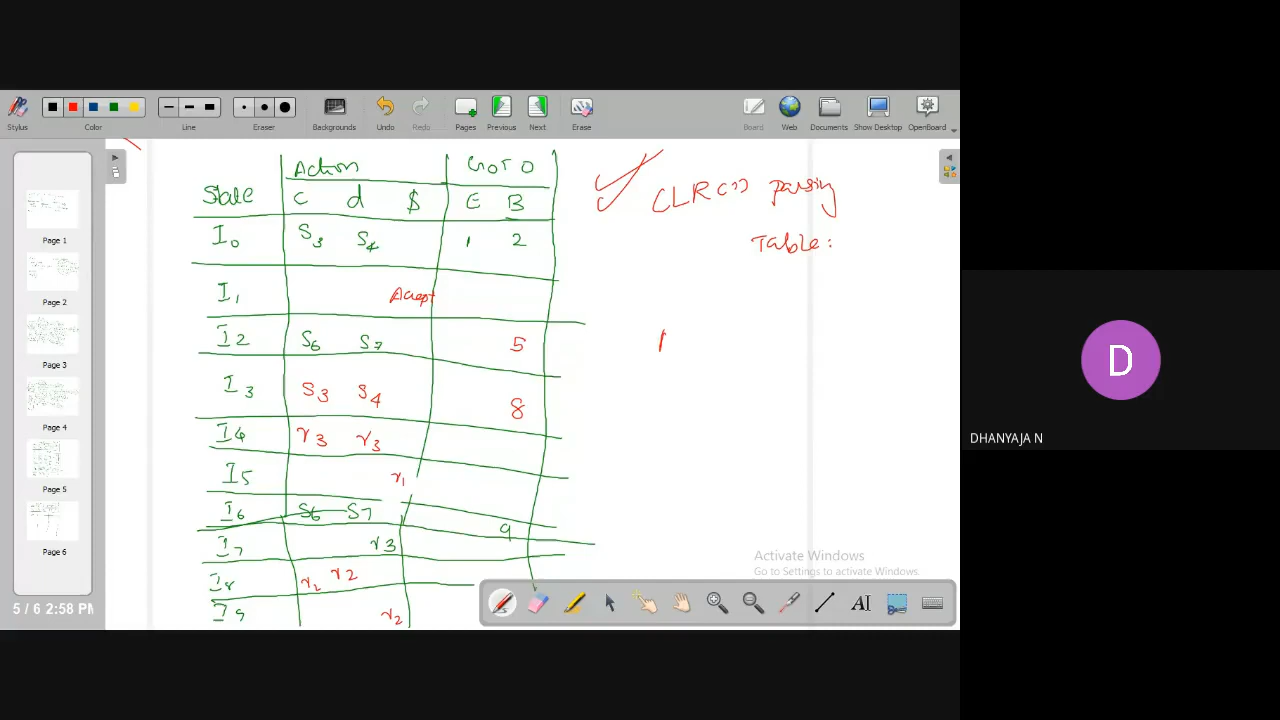 Stylus Color Line Eraser Backgrounds Undo Redo Pages Previous Next Erase Board Web Documents Show Desktop OpenBoard
Action GOTO
State C d $ E B
I0 S3 S4 1 2
I1 Accept
I2 S6 S7 5
I3 S3 S4 8
I4 r3 r3
I5 r1
I6 S6 S7 9
I7 r3
I8 r2 r2
I9 r2
CLR(1) parsing
Table:
Page 1
Page 2
Page 3
Page 4
Page 5
Page 6
5 / 6 2:58 PM
Activate Windows
Go to Settings to activate Windows.
AI
D
DHANYAJA N